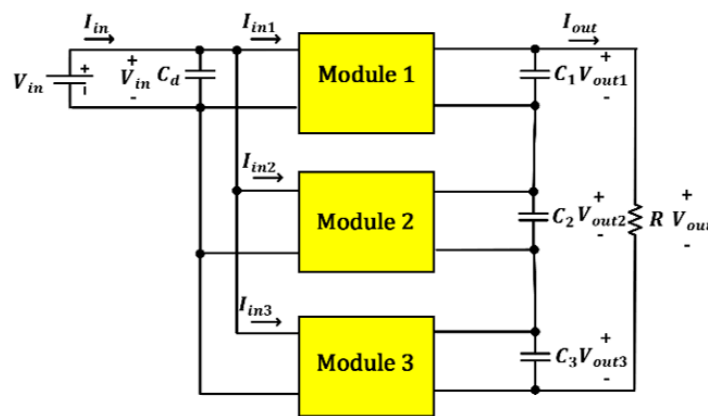 I_in I_in1 I_out
V_in + - + V_in - C_d Module 1 C_1 + V_out1 -
I_in2
Module 2 C_2 + V_out2 - R + V_out -
I_in3
Module 3 C_3 + V_out3 -